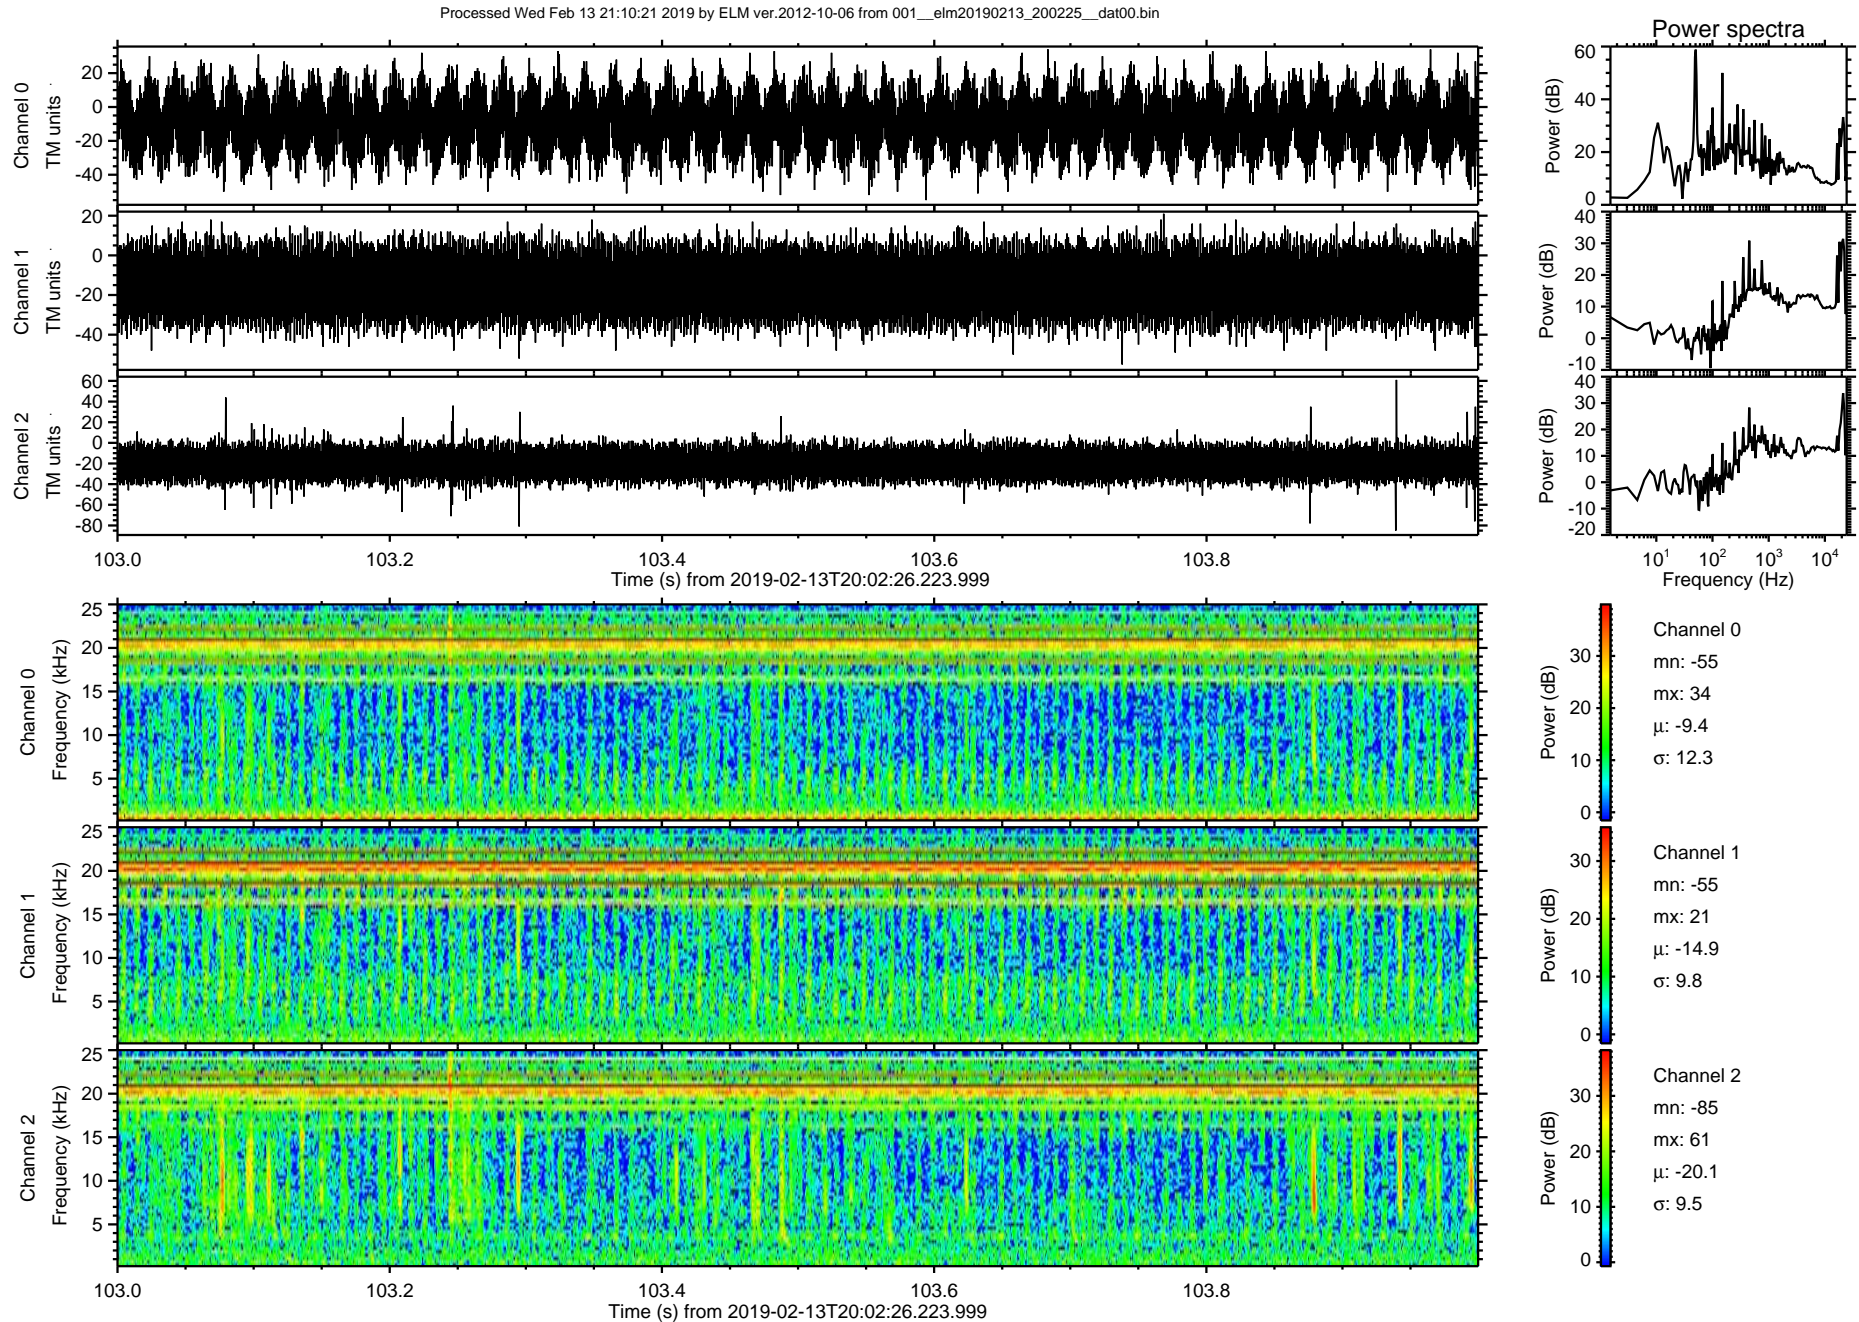 Processed Wed Feb 13 21:10:21 2019 by ELM ver.2012-10-06 from 001__elm20190213_200225__dat00.bin
Power spectra
Channel 0
TM units
20
0
-20
-40
Power (dB)
60
40
20
0
Channel 1
TM units
20
0
-20
-40
Power (dB)
40
30
20
10
0
-10
Channel 2
TM units
60
40
20
0
-20
-40
-60
-80
Power (dB)
40
30
20
10
0
-10
-20
103.0 103.2 103.4 103.6 103.8
Time (s) from 2019-02-13T20:02:26.223.999
10^1 10^2 10^3 10^4
Frequency (Hz)
Channel 0
Frequency (kHz)
25
20
15
10
5
Power (dB)
30
20
10
0
Channel 0
mn: -55
mx: 34
μ: -9.4
σ: 12.3
Channel 1
Frequency (kHz)
25
20
15
10
5
Power (dB)
30
20
10
0
Channel 1
mn: -55
mx: 21
μ: -14.9
σ: 9.8
Channel 2
Frequency (kHz)
25
20
15
10
5
Power (dB)
30
20
10
0
Channel 2
mn: -85
mx: 61
μ: -20.1
σ: 9.5
103.0 103.2 103.4 103.6 103.8
Time (s) from 2019-02-13T20:02:26.223.999